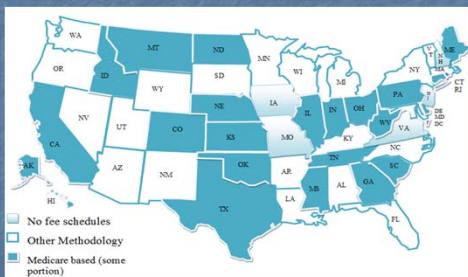 WA
MT
ND
MN
VT
NH
ME
OR
ID
SD
WI
MI
NY
MA
CT
RI
WY
IA
PA
NJ
NV
NE
IL
IN
OH
DE
MD
DC
UT
CO
WV
VA
CA
KS
MO
KY
NC
TN
AK
AZ
NM
OK
AR
SC
HI
TX
LA
MS
AL
GA
FL
No fee schedules
Other Methodology
Medicare based (some
portion)